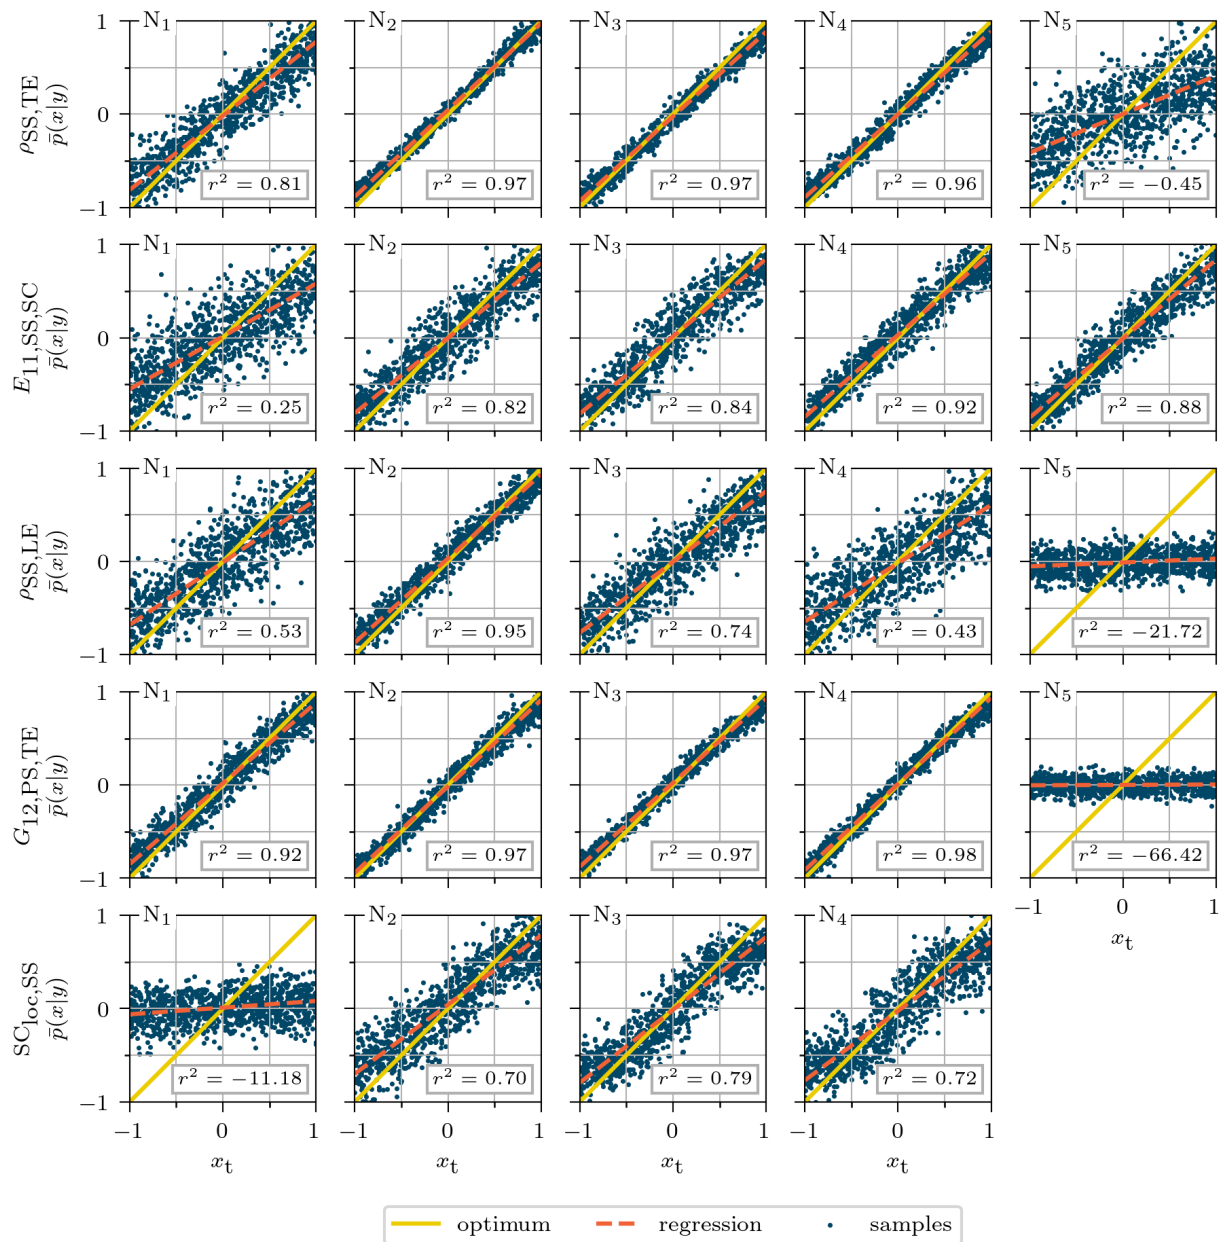 N1 N2 N3 N4 N5
1
0
−1
ρSS,TE
p̄(x|y)
r² = 0.81 r² = 0.97 r² = 0.97 r² = 0.96 r² = −0.45
N1 N2 N3 N4 N5
1
0
−1
E11,SS,SC
p̄(x|y)
r² = 0.25 r² = 0.82 r² = 0.84 r² = 0.92 r² = 0.88
N1 N2 N3 N4 N5
1
0
−1
ρSS,LE
p̄(x|y)
r² = 0.53 r² = 0.95 r² = 0.74 r² = 0.43 r² = −21.72
N1 N2 N3 N4 N5
1
0
−1
G12,PS,TE
p̄(x|y)
r² = 0.92 r² = 0.97 r² = 0.97 r² = 0.98 r² = −66.42
−1 0 1
xt
N1 N2 N3 N4
1
0
−1
SCloc,SS
p̄(x|y)
r² = −11.18 r² = 0.70 r² = 0.79 r² = 0.72
−1 0 1 −1 0 1 −1 0 1 −1 0 1
xt xt xt xt
optimum regression samples